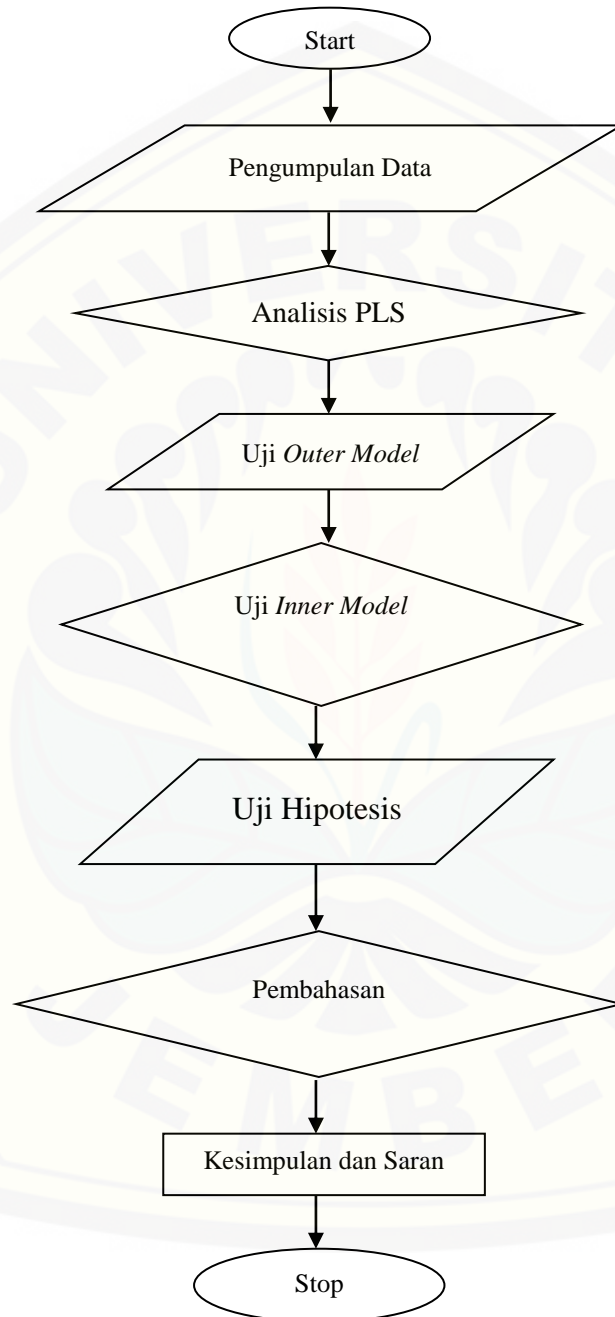 Start
Pengumpulan Data
Analisis PLS
Uji Outer Model
Uji Inner Model
Uji Hipotesis
Pembahasan
Kesimpulan dan Saran
Stop